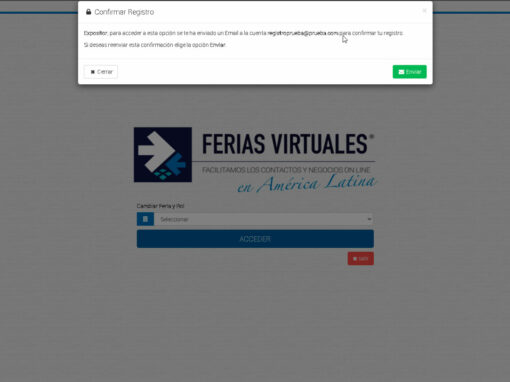 Confirmar Registro
×
Expositor, para acceder a esta opción se te ha enviado un Email a la cuenta registroprueba@prueba.com para confirmar tu registro.
Si deseas reenviar esta confirmación elige la opción Enviar.
Cerrar
Enviar
FERIAS VIRTUALES®
FACILITAMOS LOS CONTACTOS Y NEGOCIOS ON LINE
en América Latina
Cambiar Feria y Rol
Seleccionar
ACCEDER
Salir